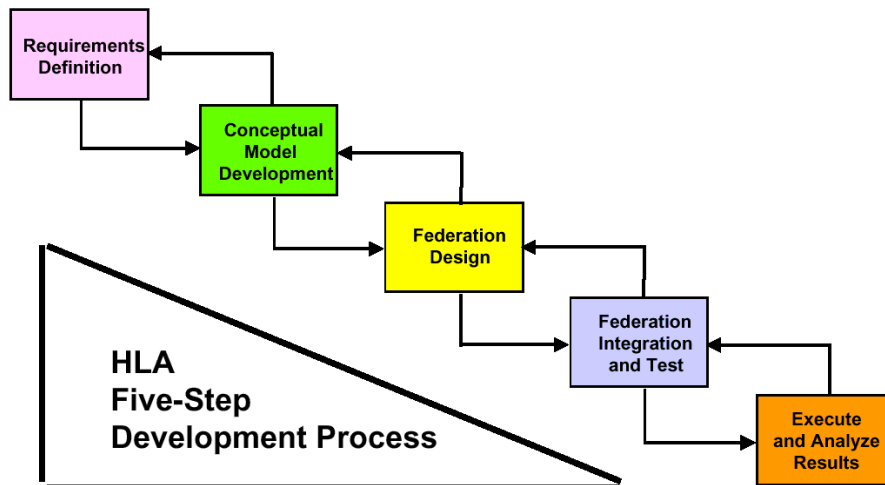 Requirements
Definition
Conceptual
Model
Development
Federation
Design
Federation
Integration
and Test
Execute
and Analyze
Results
HLA
Five-Step
Development Process